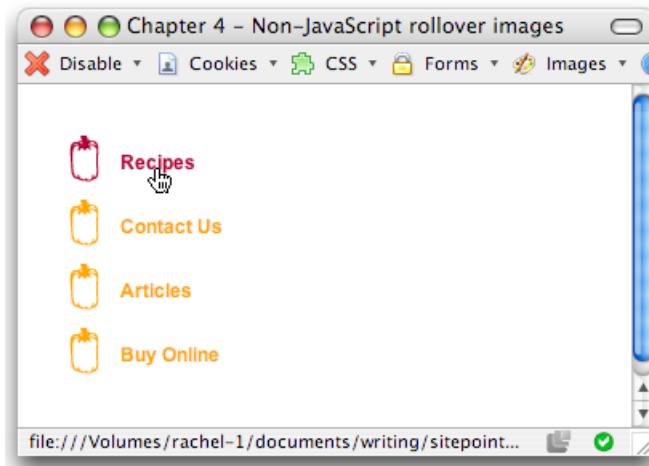 Chapter 4 – Non-JavaScript rollover images
Disable Cookies CSS Forms Images
Recipes
Contact Us
Articles
Buy Online
file:///Volumes/rachel-1/documents/writing/sitepoint...